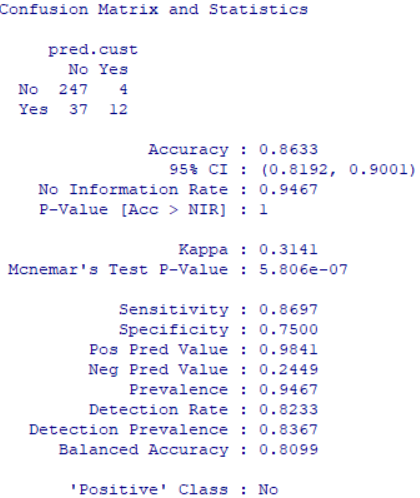 Confusion Matrix and Statistics
pred.cust
No Yes
No 247 4
Yes 37 12
Accuracy : 0.8633
95% CI : (0.8192, 0.9001)
No Information Rate : 0.9467
P-Value [Acc > NIR] : 1
Kappa : 0.3141
Mcnemar's Test P-Value : 5.806e-07
Sensitivity : 0.8697
Specificity : 0.7500
Pos Pred Value : 0.9841
Neg Pred Value : 0.2449
Prevalence : 0.9467
Detection Rate : 0.8233
Detection Prevalence : 0.8367
Balanced Accuracy : 0.8099
'Positive' Class : No